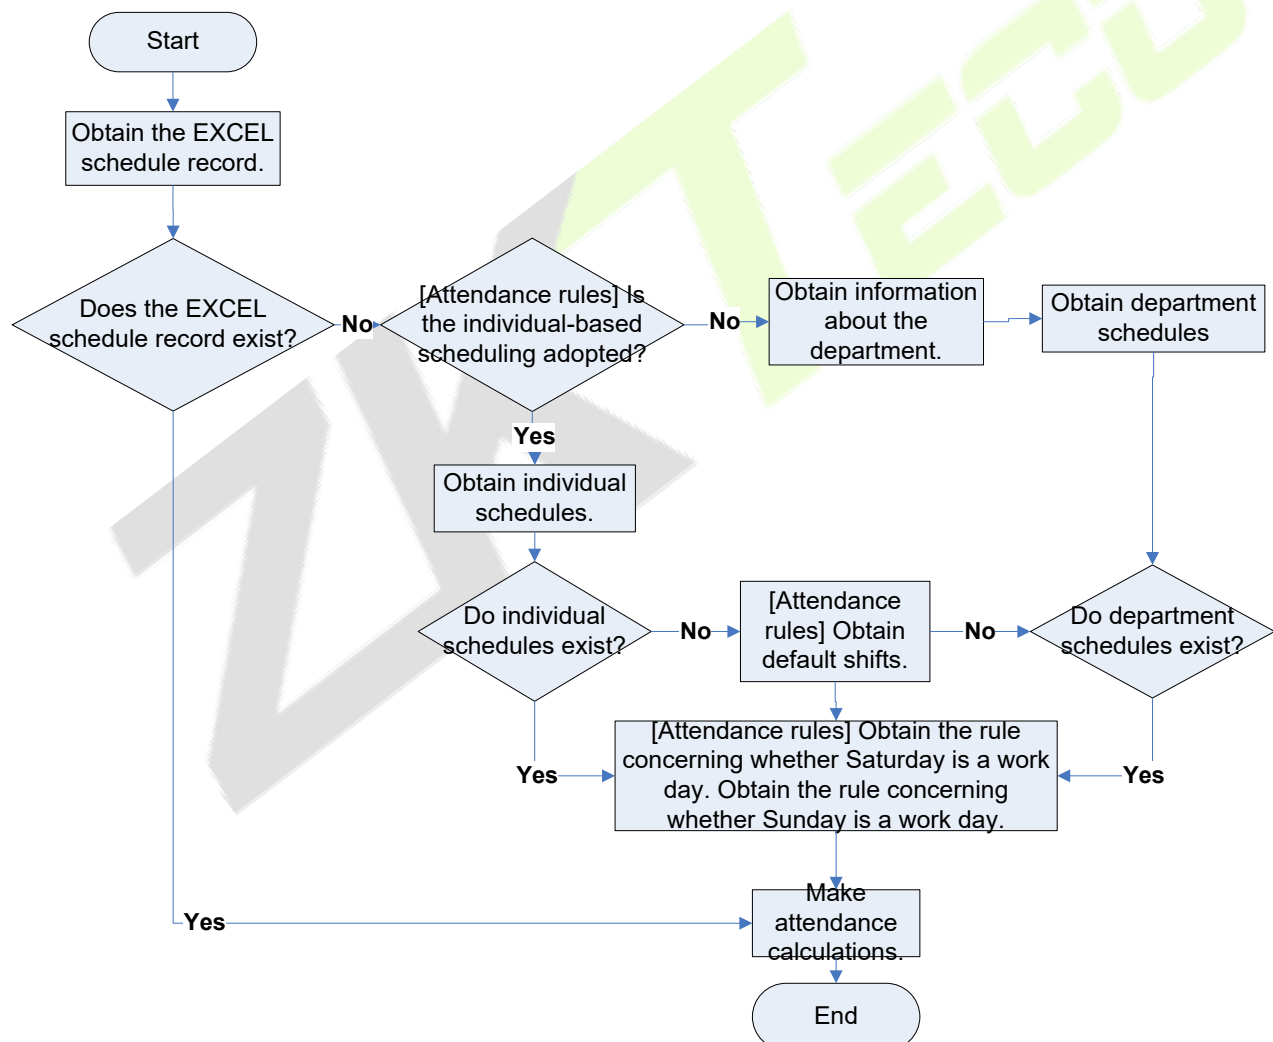 Start
Obtain the EXCEL
schedule record.
Does the EXCEL
schedule record exist?
No
[Attendance rules] Is
the individual-based
scheduling adopted?
No
Obtain information
about the
department.
Obtain department
schedules
Yes
Obtain individual
schedules.
Do individual
schedules exist?
No
[Attendance
rules] Obtain
default shifts.
No
Do department
schedules exist?
Yes
[Attendance rules] Obtain the rule
concerning whether Saturday is a work
day. Obtain the rule concerning
whether Sunday is a work day.
Yes
Yes
Make
attendance
calculations.
End
ZKTECO